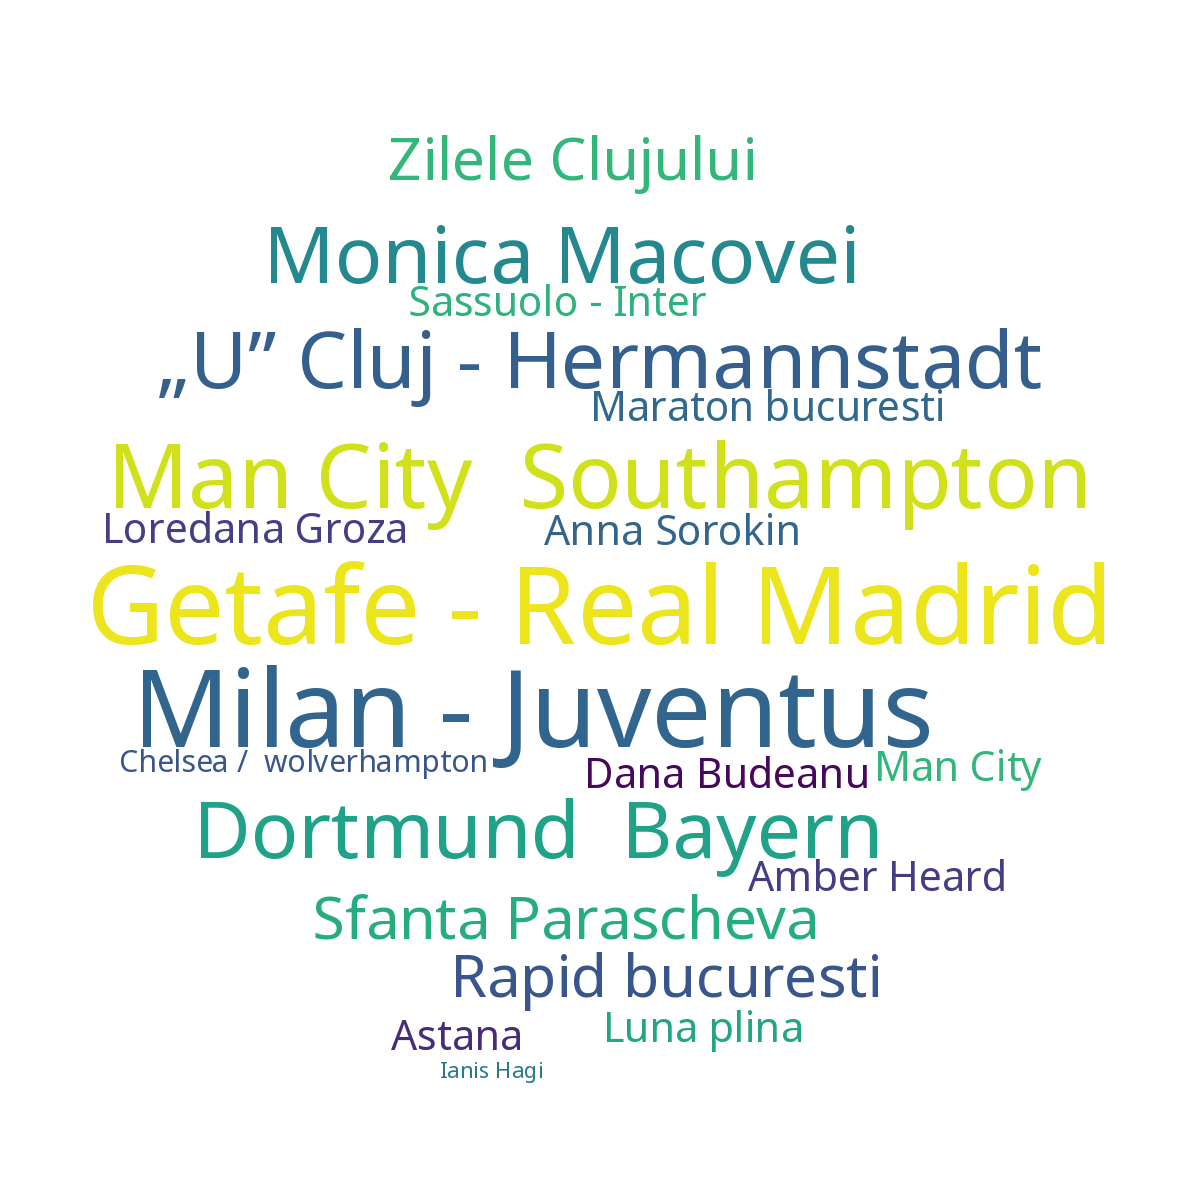 Zilele Clujului
Monica Macovei
Sassuolo - Inter
„U” Cluj - Hermannstadt
Maraton bucuresti
Man City  Southampton
Loredana Groza
Anna Sorokin
Getafe - Real Madrid
Milan - Juventus
Chelsea /  wolverhampton
Dana Budeanu
Man City
Dortmund  Bayern
Amber Heard
Sfanta Parascheva
Rapid bucuresti
Astana
Luna plina
Ianis Hagi